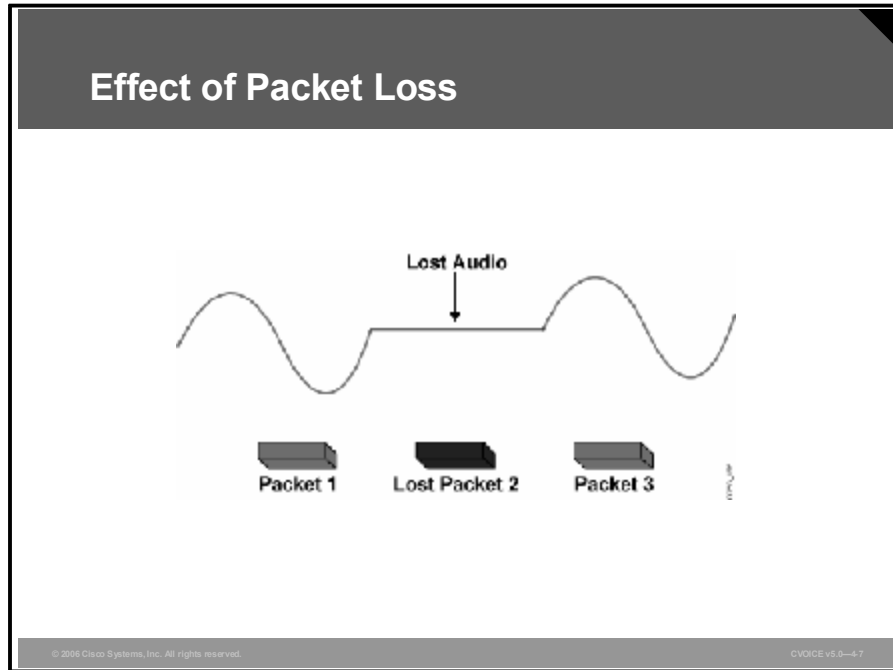 Effect of Packet Loss
Lost Audio
Packet 1 Lost Packet 2 Packet 3
© 2006 Cisco Systems, Inc. All rights reserved. CVOICE v5.0—4-7